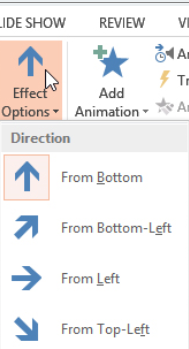 LIDE SHOW REVIEW
Effect Options
Add Animation
Direction
From Bottom
From Bottom-Left
From Left
From Top-Left